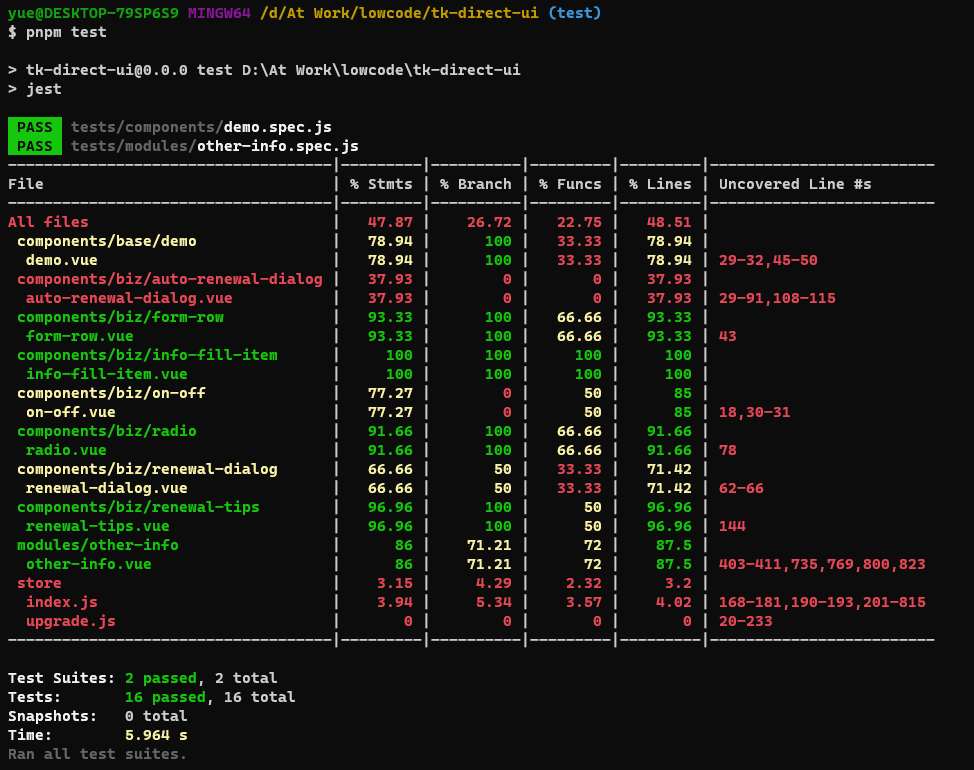 yue@DESKTOP-79SP6S9 MINGW64 /d/At Work/lowcode/tk-direct-ui (test)
$ pnpm test
> tk-direct-ui@0.0.0 test D:\At Work\lowcode\tk-direct-ui
> jest
PASS tests/components/demo.spec.js
PASS tests/modules/other-info.spec.js
------------------------------------|---------|----------|---------|---------|-------------------------
File | % Stmts | % Branch | % Funcs | % Lines | Uncovered Line #s
------------------------------------|---------|----------|---------|---------|-------------------------
All files | 47.87 | 26.72 | 22.75 | 48.51 |
components/base/demo | 78.94 | 100 | 33.33 | 78.94 |
demo.vue | 78.94 | 100 | 33.33 | 78.94 | 29-32,45-50
components/biz/auto-renewal-dialog | 37.93 | 0 | 0 | 37.93 |
auto-renewal-dialog.vue | 37.93 | 0 | 0 | 37.93 | 29-91,108-115
components/biz/form-row | 93.33 | 100 | 66.66 | 93.33 |
form-row.vue | 93.33 | 100 | 66.66 | 93.33 | 43
components/biz/info-fill-item | 100 | 100 | 100 | 100 |
info-fill-item.vue | 100 | 100 | 100 | 100 |
components/biz/on-off | 77.27 | 0 | 50 | 85 |
on-off.vue | 77.27 | 0 | 50 | 85 | 18,30-31
components/biz/radio | 91.66 | 100 | 66.66 | 91.66 |
radio.vue | 91.66 | 100 | 66.66 | 91.66 | 78
components/biz/renewal-dialog | 66.66 | 50 | 33.33 | 71.42 |
renewal-dialog.vue | 66.66 | 50 | 33.33 | 71.42 | 62-66
components/biz/renewal-tips | 96.96 | 100 | 50 | 96.96 |
renewal-tips.vue | 96.96 | 100 | 50 | 96.96 | 144
modules/other-info | 86 | 71.21 | 72 | 87.5 |
other-info.vue | 86 | 71.21 | 72 | 87.5 | 403-411,735,769,800,823
store | 3.15 | 4.29 | 2.32 | 3.2 |
index.js | 3.94 | 5.34 | 3.57 | 4.02 | 168-181,190-193,201-815
upgrade.js | 0 | 0 | 0 | 0 | 20-233
------------------------------------|---------|----------|---------|---------|-------------------------
Test Suites: 2 passed, 2 total
Tests: 16 passed, 16 total
Snapshots: 0 total
Time: 5.964 s
Ran all test suites.